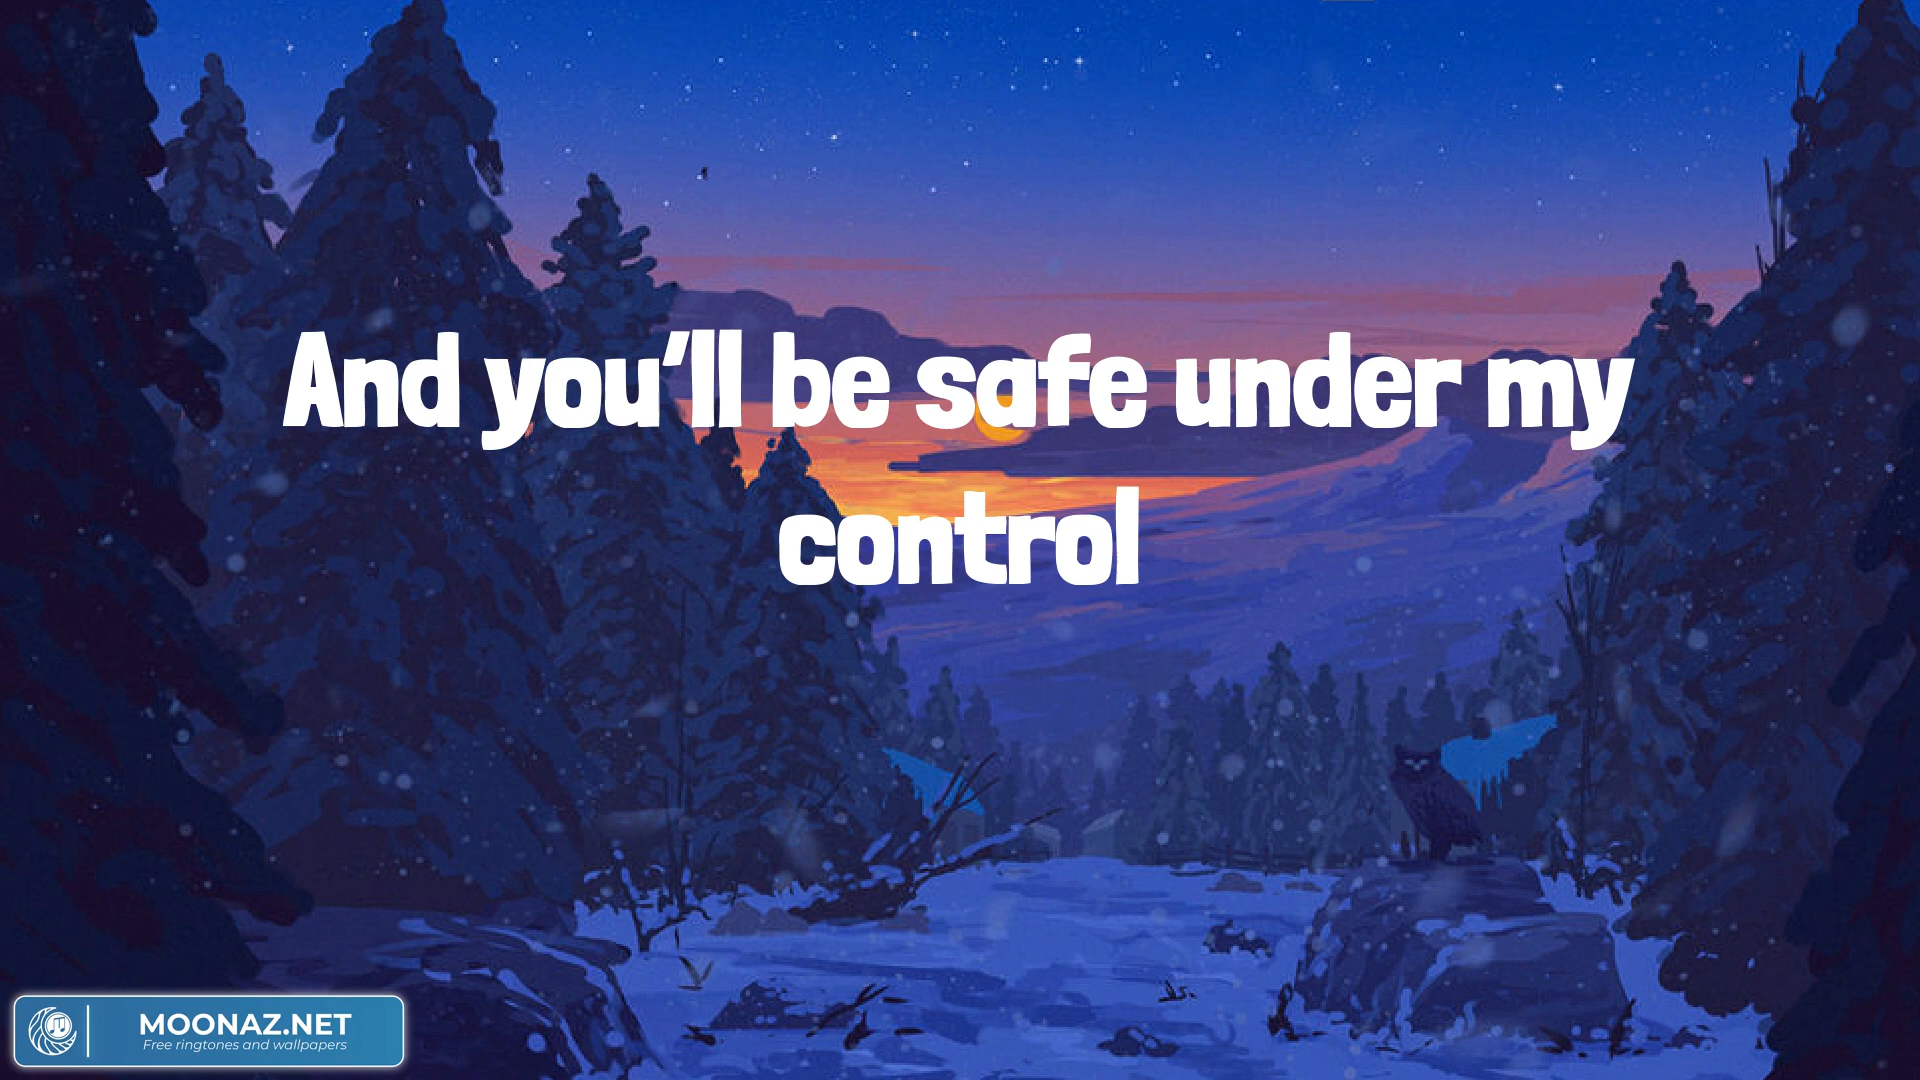 And you'll be safe under my
control
MOONAZ.NET
Free ringtones and wallpapers